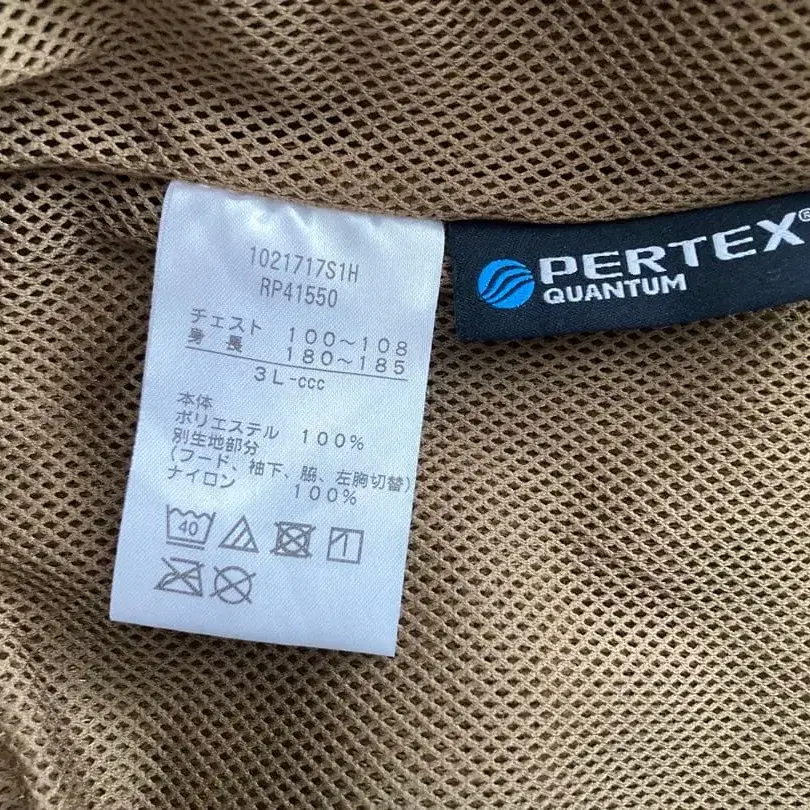 1021717S1H
RP41550
チェスト 100～108
身長 180～185
3L-ccc
本体
ポリエステル 100%
別生地部分
(フード、袖下、脇、左胸切替)
ナイロン 100%
40
PERTEX®
QUANTUM